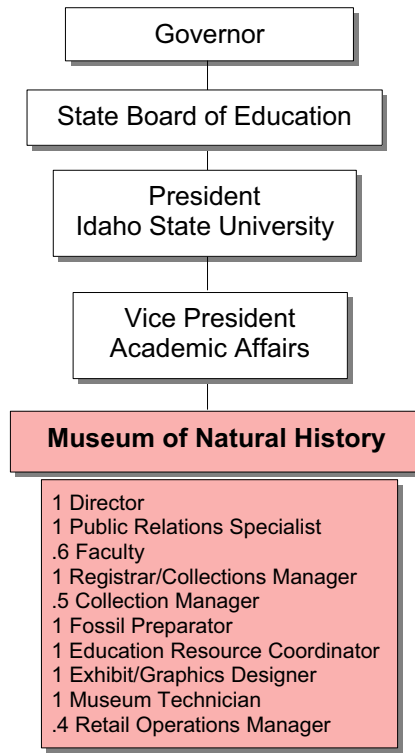 Governor
State Board of Education
President
Idaho State University
Vice President
Academic Affairs
Museum of Natural History
1 Director
1 Public Relations Specialist
.6 Faculty
1 Registrar/Collections Manager
.5 Collection Manager
1 Fossil Preparator
1 Education Resource Coordinator
1 Exhibit/Graphics Designer
1 Museum Technician
.4 Retail Operations Manager